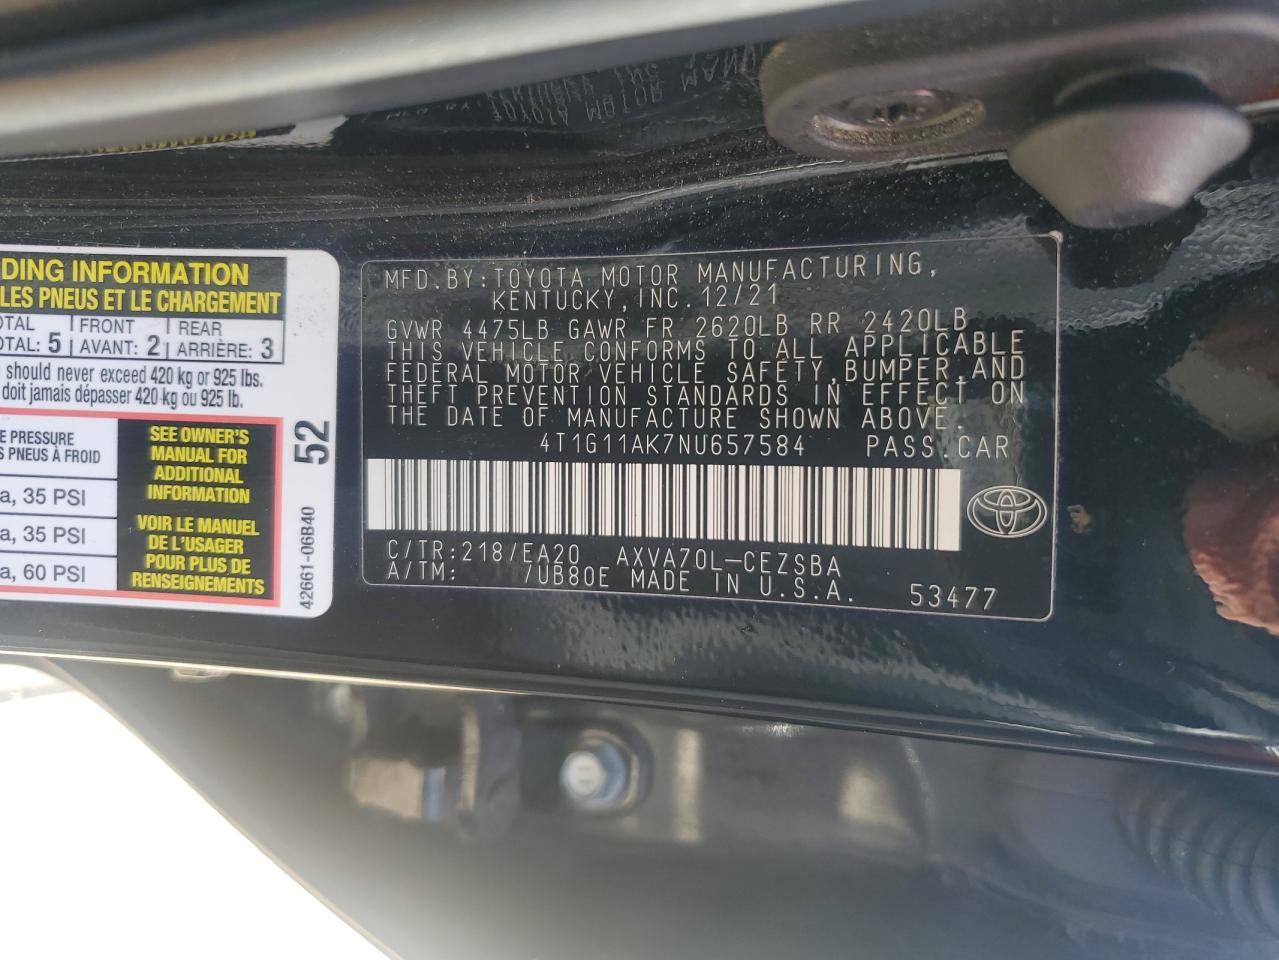 DING INFORMATION
LES PNEUS ET LE CHARGEMENT
OTAL FRONT REAR
OTAL: 5 AVANT: 2 ARRIÈRE: 3
should never exceed 420 kg or 925 lbs.
doit jamais dépasser 420 kg ou 925 lb.
E PRESSURE
S PNEUS À FROID
a, 35 PSI
a, 35 PSI
a, 60 PSI
SEE OWNER'S
MANUAL FOR
ADDITIONAL
INFORMATION
VOIR LE MANUEL
DE L'USAGER
POUR PLUS DE
RENSEIGNEMENTS
52
42661-06B40
MFD.BY:TOYOTA MOTOR MANUFACTURING,
KENTUCKY,INC.12/21
GVWR 4475LB GAWR FR 2620LB RR 2420LB
THIS VEHICLE CONFORMS TO ALL APPLICABLE
FEDERAL MOTOR VEHICLE SAFETY,BUMPER,AND
THEFT PREVENTION STANDARDS IN EFFECT ON
THE DATE OF MANUFACTURE SHOWN ABOVE.
4T1G11AK7NU657584 PASS.CAR
C/TR:218/EA20 AXVA70L-CEZSBA
A/TM: /UB80E MADE IN U.S.A. 53477